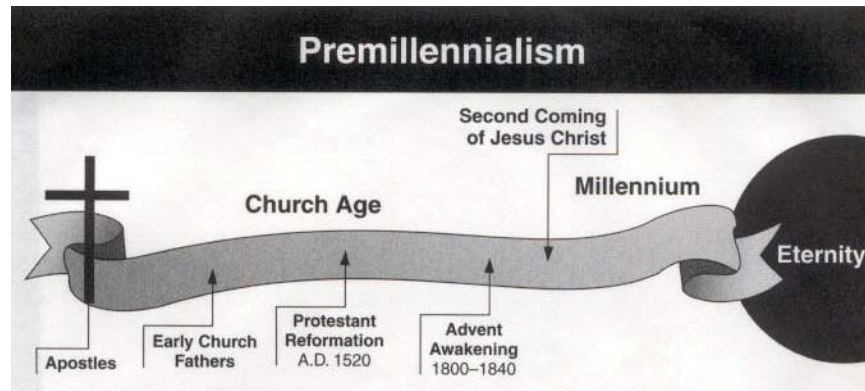 Premillennialism
Second Coming
of Jesus Christ
Millennium
Church Age
Eternity
Apostles
Early Church
Fathers
Protestant
Reformation
A.D. 1520
Advent
Awakening
1800–1840